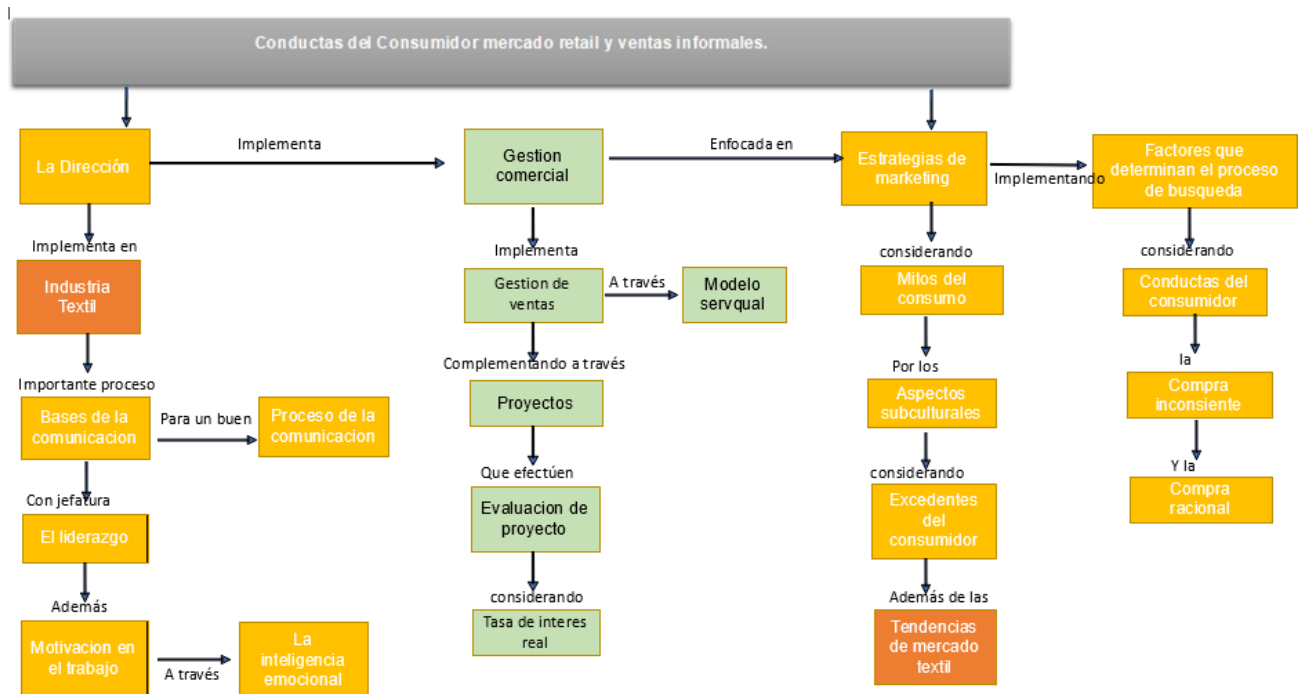 Conductas del Consumidor mercado retail y ventas informales.
La Dirección
Implementa
Gestion
comercial
Enfocada en
Estrategias de
marketing
Implementando
Factores que
determinan el proceso
de busqueda
Implementa en
Industria
Textil
Importante proceso
Bases de la
comunicacion
Para un buen
Proceso de la
comunicacion
Con jefatura
El liderazgo
Además
Motivacion en
el trabajo
A través
La
inteligencia
emocional
Implementa
Gestion de
ventas
A través
Modelo
servqual
Complementando a través
Proyectos
Que efectúen
Evaluacion de
proyecto
considerando
Tasa de interes
real
considerando
Mitos del
consumo
Por los
Aspectos
subculturales
considerando
Excedentes
del
consumidor
Además de las
Tendencias
de mercado
textil
considerando
Conductas del
consumidor
la
Compra
inconsiente
Y la
Compra
racional